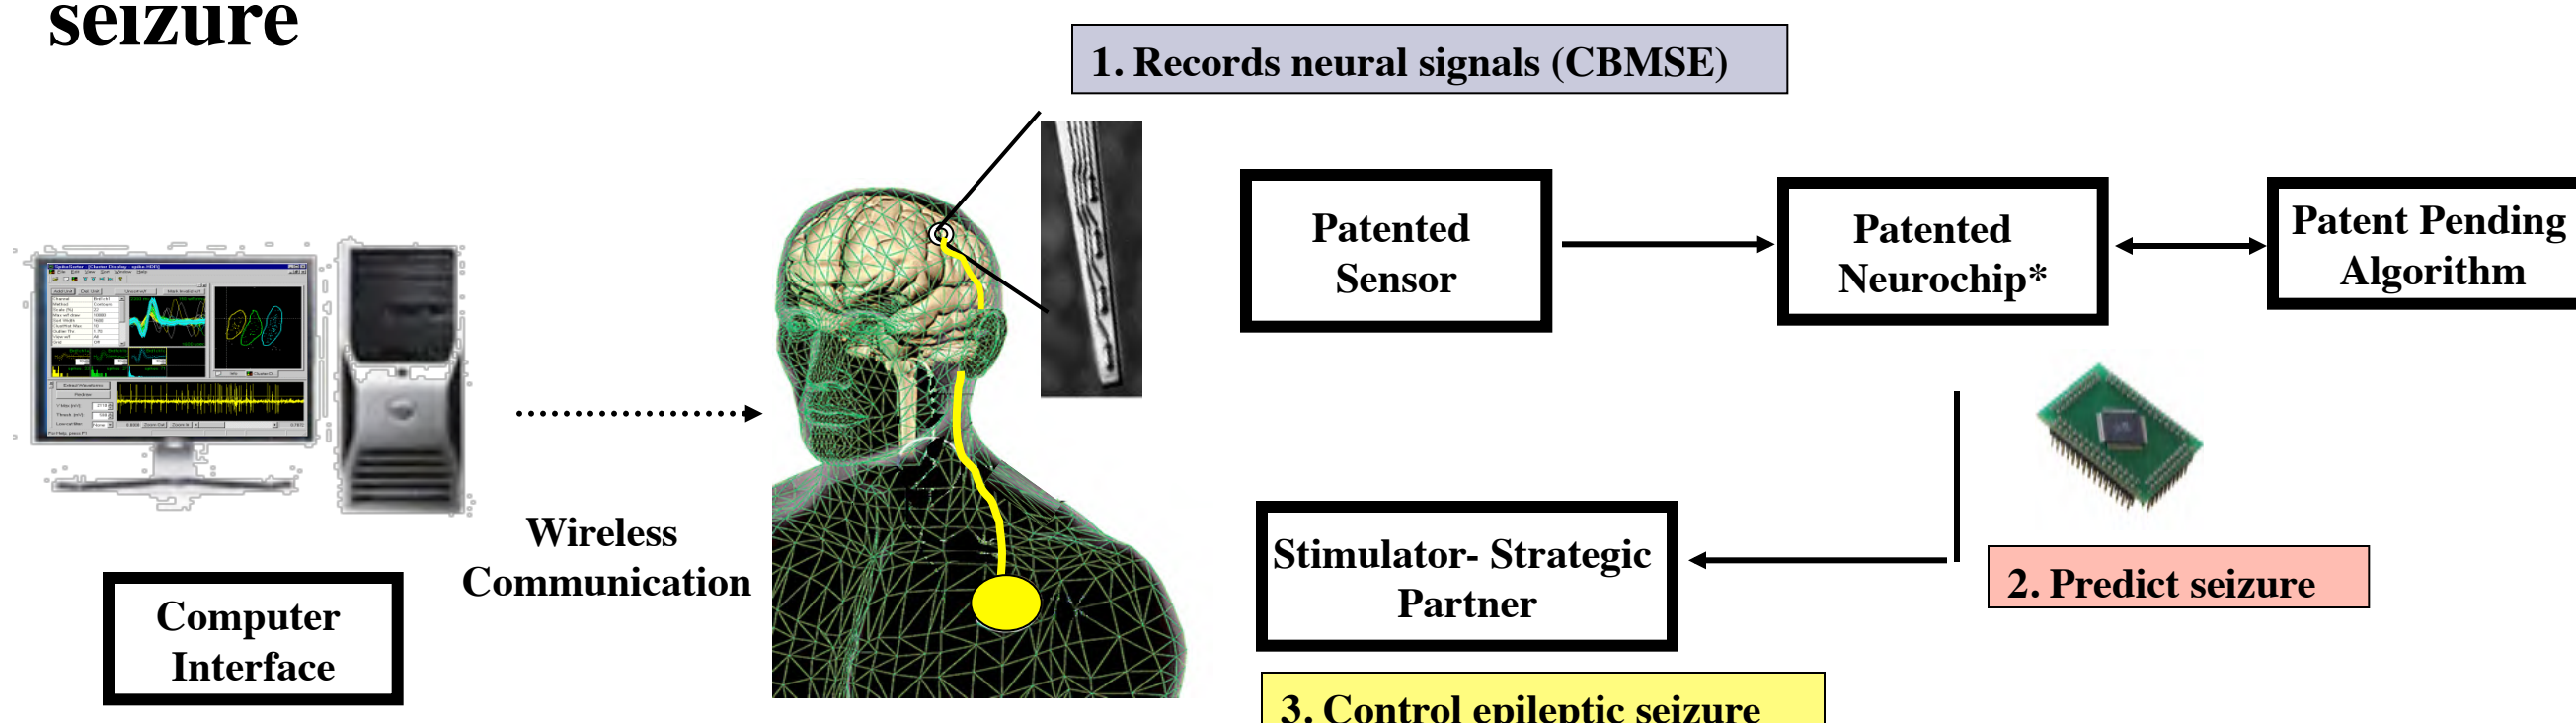 seizure
1. Records neural signals (CBMSE)
Patented
Sensor
Patented
Neurochip*
Patent Pending
Algorithm
Wireless
Communication
Computer
Interface
Stimulator- Strategic
Partner
2. Predict seizure
3. Control epileptic seizure